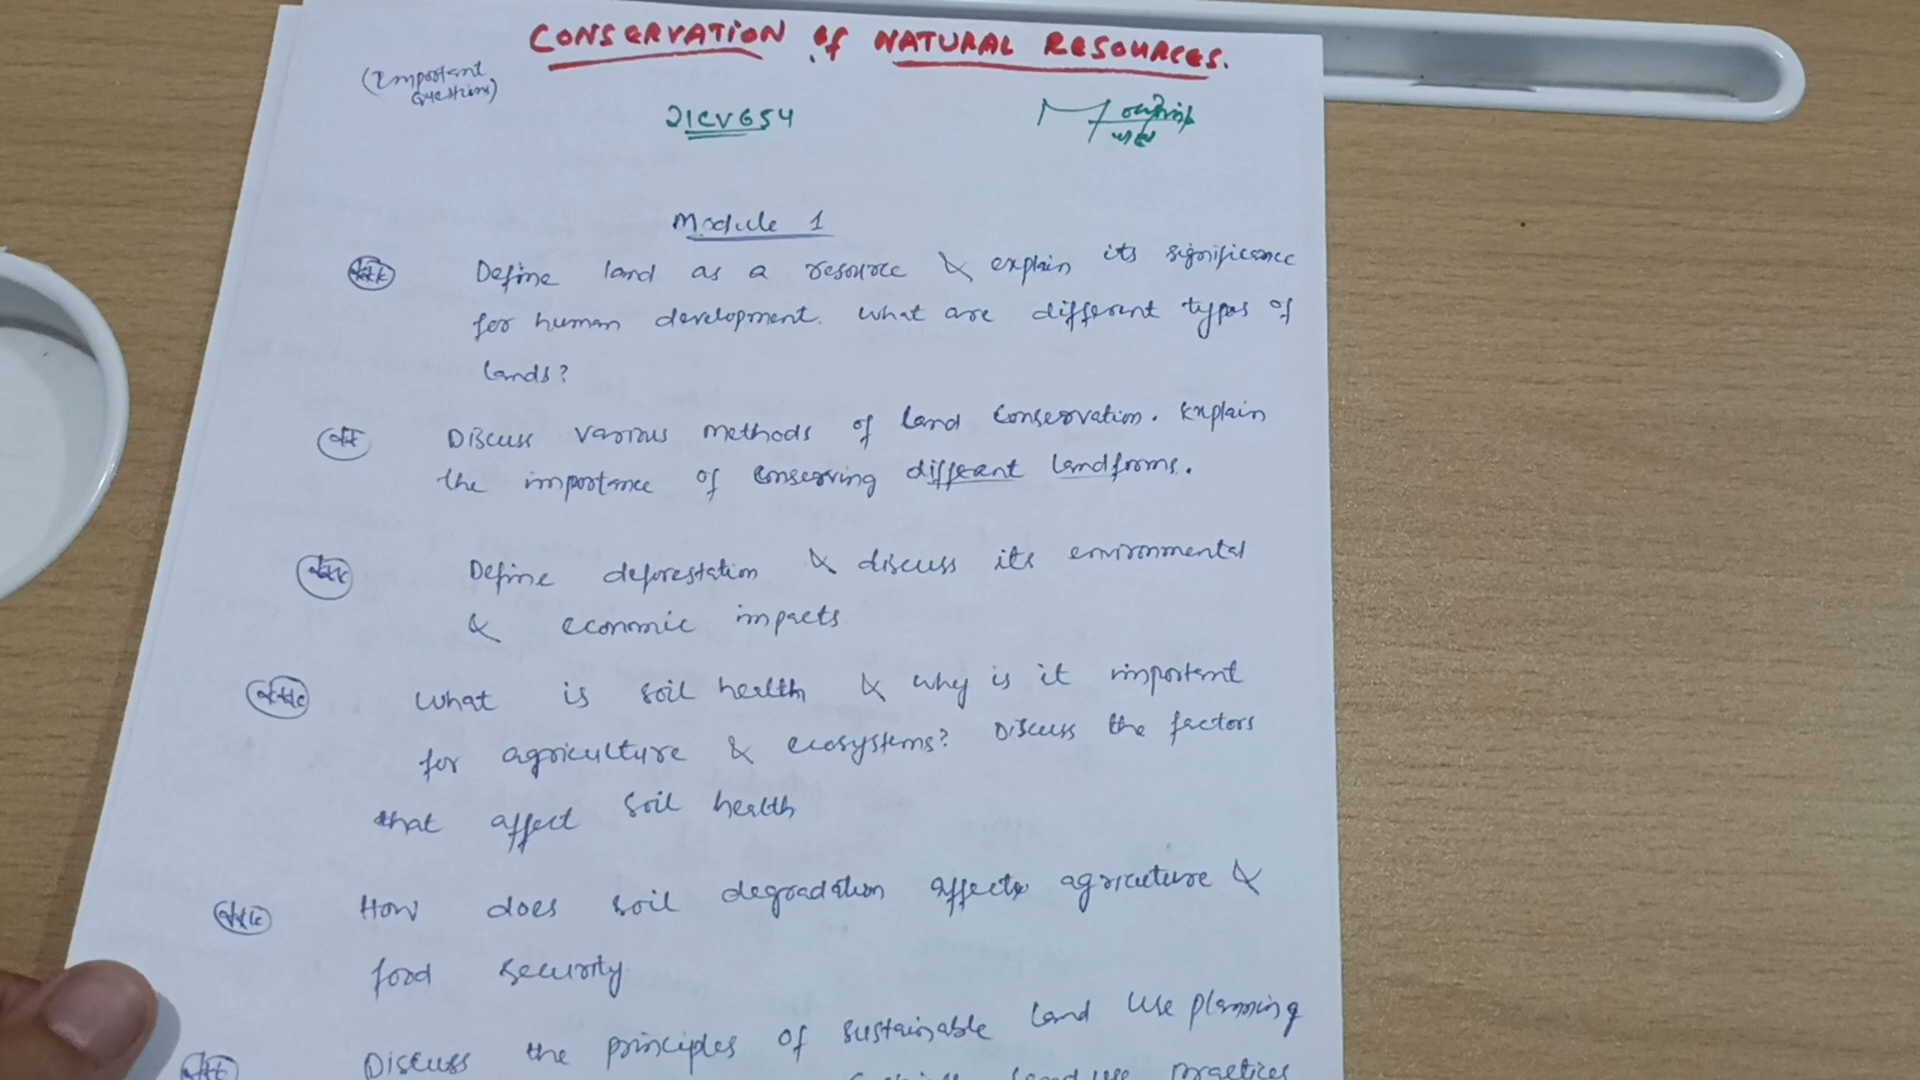 CONSERVATION of NATURAL RESOURCES.
(Important
Questions)
21CV654
Module 1
Define land as a resource & explain its significance
for human development. What are different types of
lands?
Discuss various methods of land conservation. Explain
the importance of conserving different landforms.
Define deforestation & discuss its environmental
& economic impacts
What is soil health & why is it important
for agriculture & ecosystems? Discuss the factors
that affect soil health
How does soil degradation affects agriculture &
food security
Discuss the principles of sustainable land use planning
land use practices